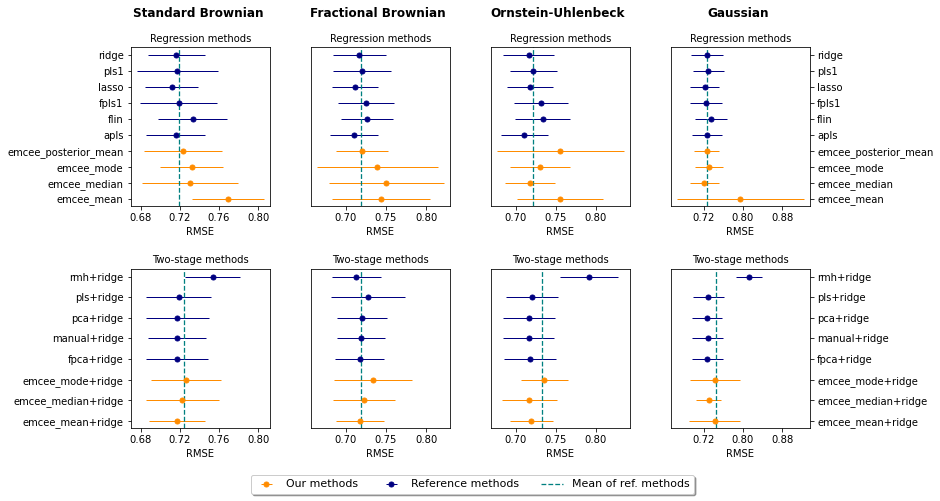 Standard Brownian
Fractional Brownian
Ornstein-Uhlenbeck
Gaussian
Regression methods
Regression methods
Regression methods
Regression methods
ridge
ridge
pls1
pls1
lasso
lasso
fpls1
fpls1
flin
flin
apls
apls
emcee_posterior_mean
emcee_posterior_mean
emcee_mode
emcee_mode
emcee_median
emcee_median
emcee_mean
emcee_mean
0.68 0.72 0.76 0.80
0.70 0.75 0.80
0.70 0.75 0.80
0.72 0.80 0.88
RMSE
RMSE
RMSE
RMSE
Two-stage methods
Two-stage methods
Two-stage methods
Two-stage methods
rmh+ridge
rmh+ridge
pls+ridge
pls+ridge
pca+ridge
pca+ridge
manual+ridge
manual+ridge
fpca+ridge
fpca+ridge
emcee_mode+ridge
emcee_mode+ridge
emcee_median+ridge
emcee_median+ridge
emcee_mean+ridge
emcee_mean+ridge
0.68 0.72 0.76 0.80
0.70 0.75 0.80
0.70 0.75 0.80
0.72 0.80 0.88
RMSE
RMSE
RMSE
RMSE
Our methods
Reference methods
Mean of ref. methods